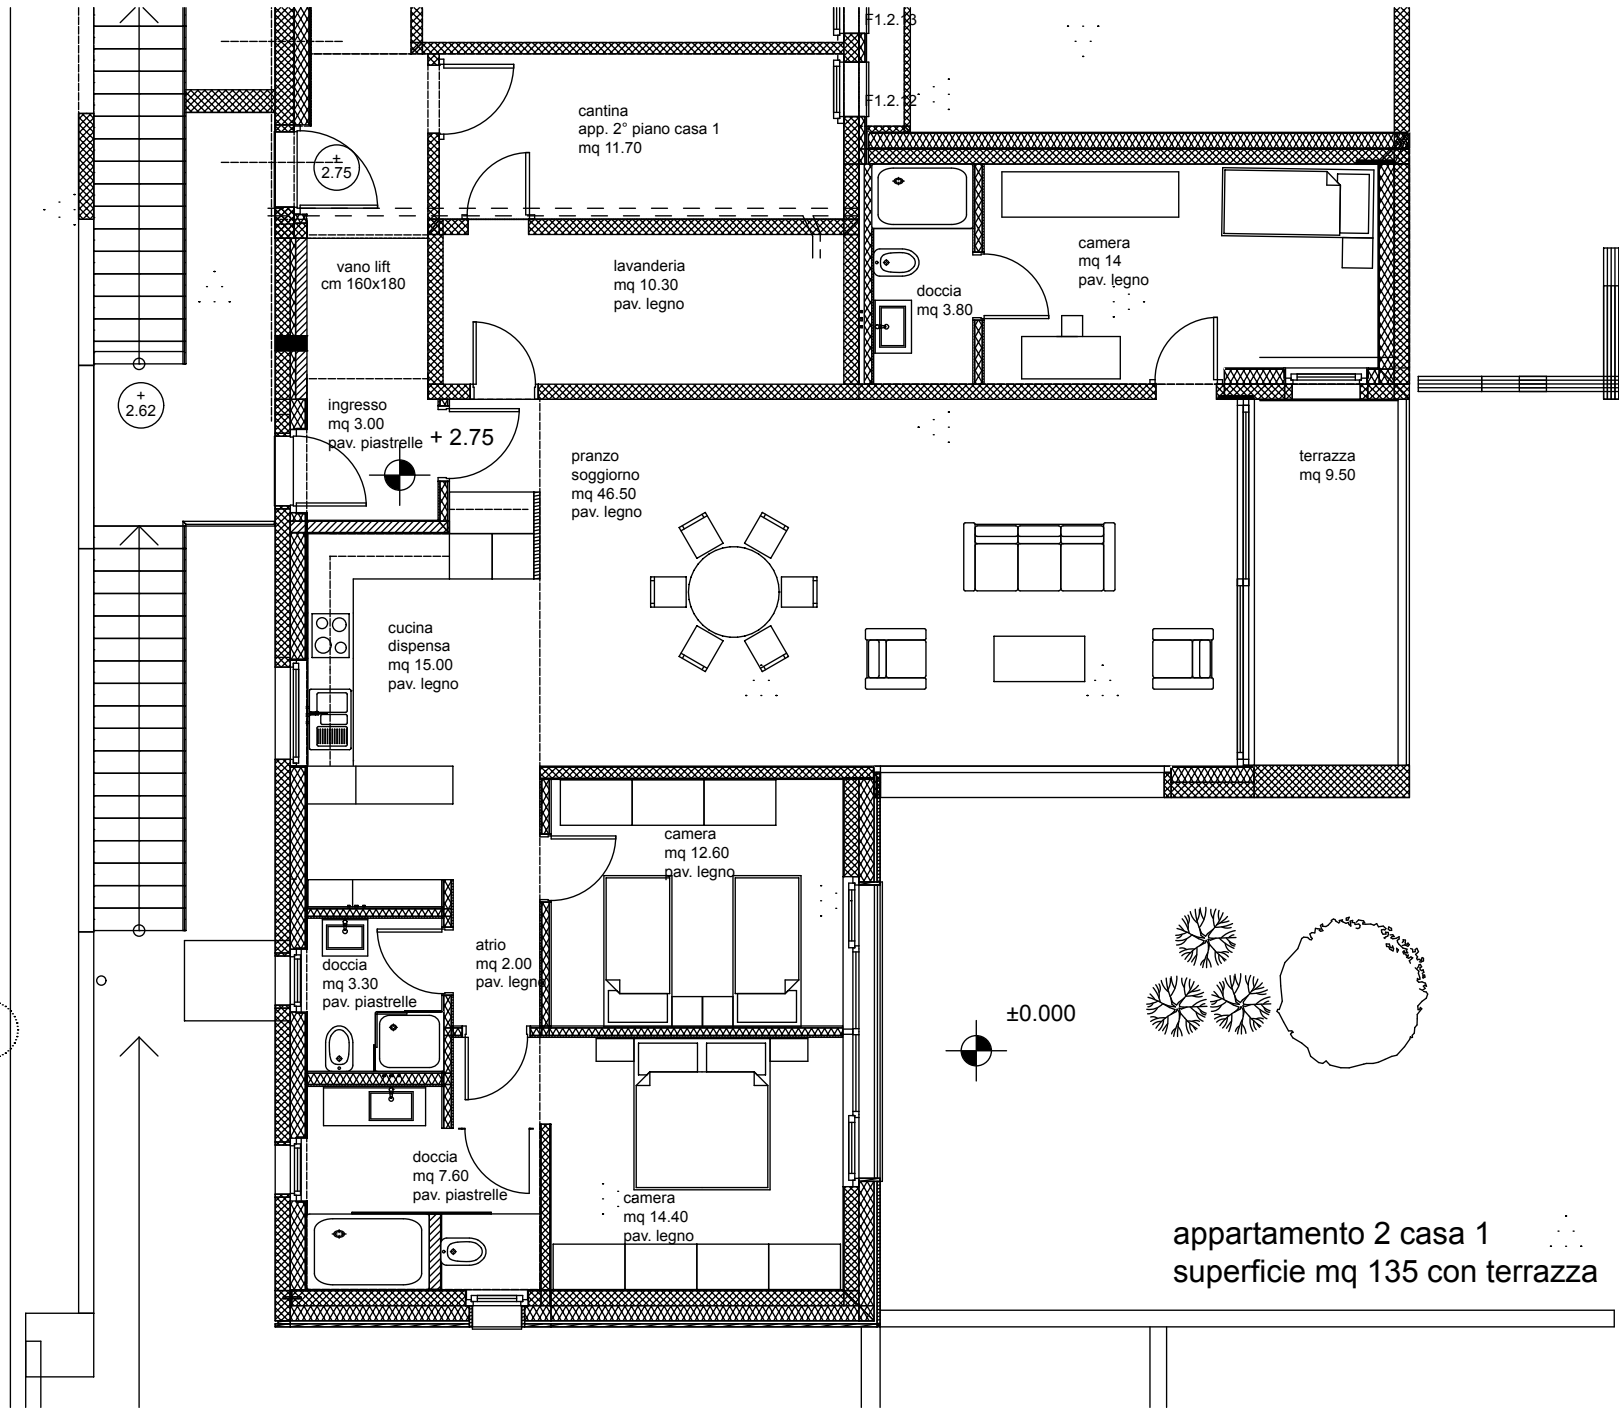 F1.2.13
F1.2.12
cantina
app. 2° piano casa 1
mq 11.70
+
2.75
vano lift
cm 160x180
lavanderia
mq 10.30
pav. legno
camera
mq 14
pav. legno
doccia
mq 3.80
+
2.62
ingresso
mq 3.00
pav. piastrelle
+ 2.75
pranzo
soggiorno
mq 46.50
pav. legno
terrazza
mq 9.50
cucina
dispensa
mq 15.00
pav. legno
camera
mq 12.60
pav. legno
atrio
mq 2.00
pav. legno
doccia
mq 3.30
pav. piastrelle
±0.000
doccia
mq 7.60
pav. piastrelle
camera
mq 14.40
pav. legno
appartamento 2 casa 1
superficie mq 135 con terrazza